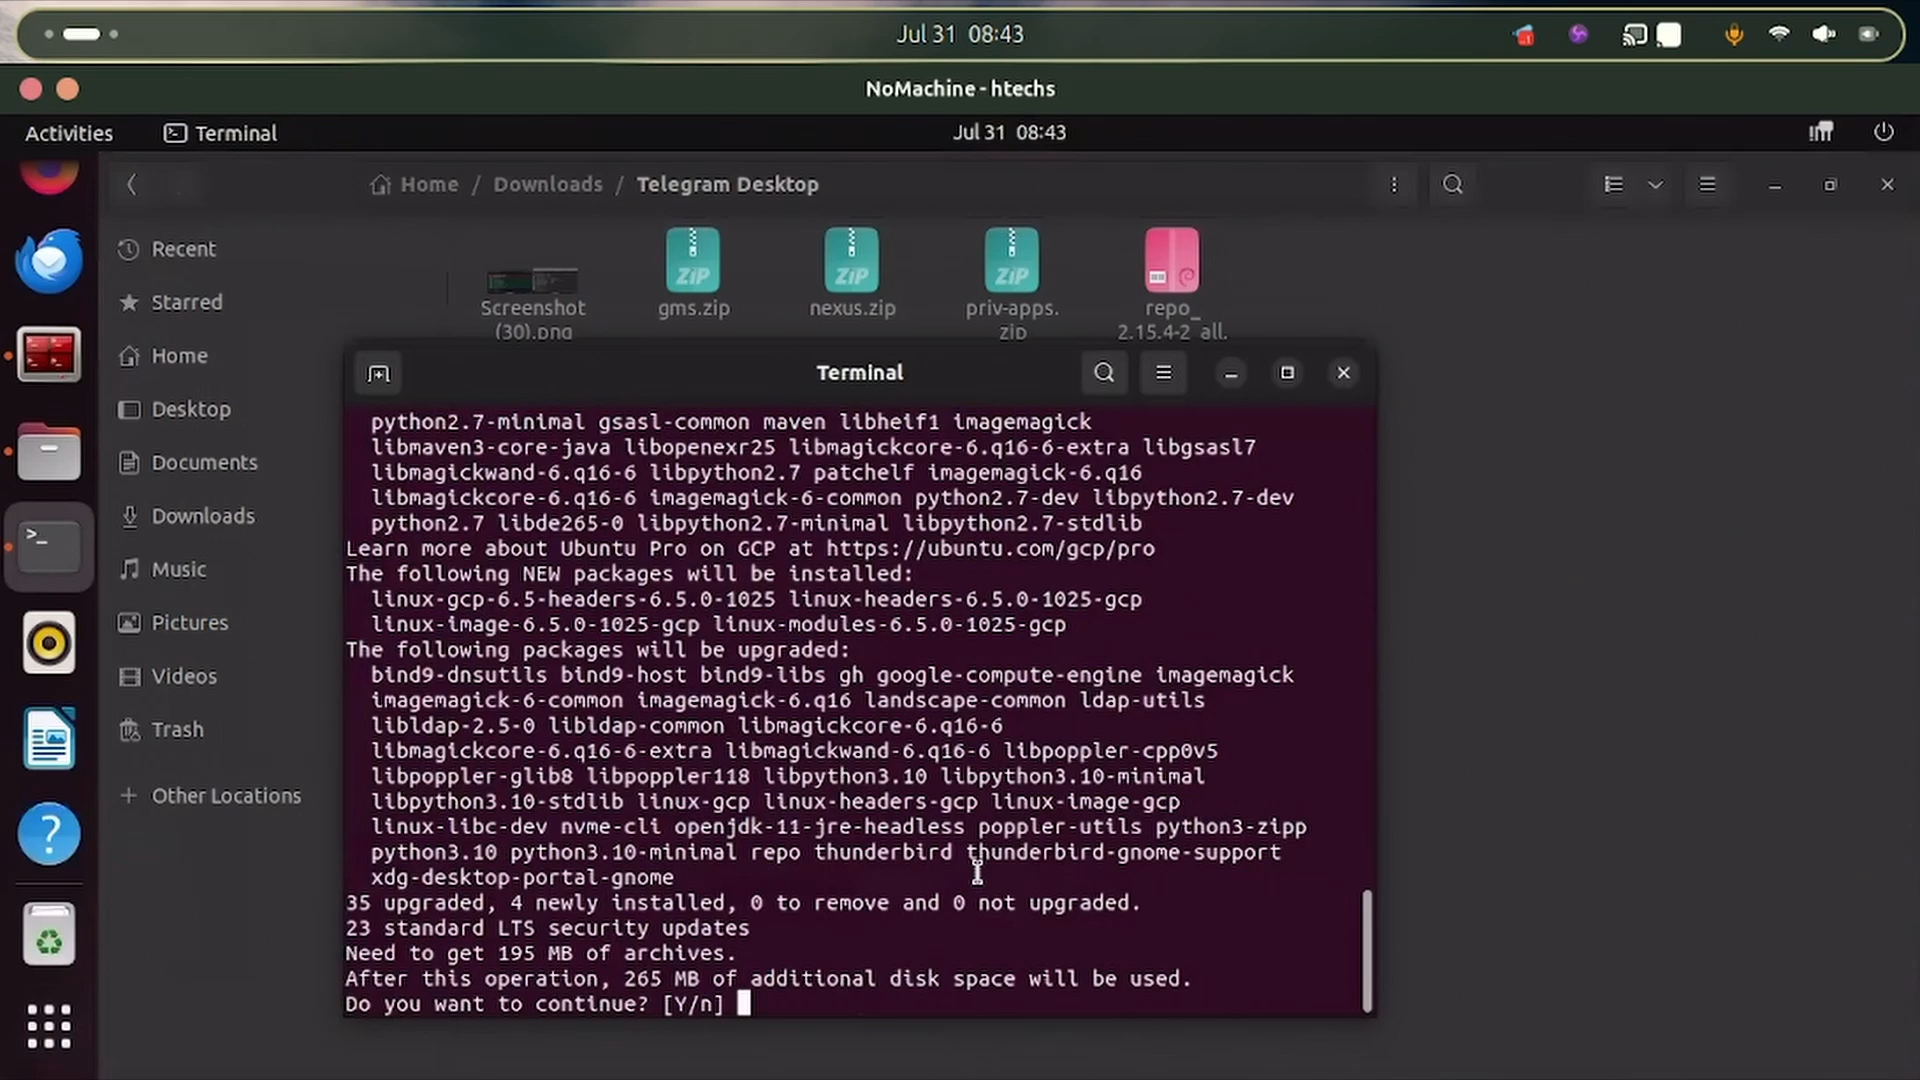 Jul 31 08:43
NoMachine - htechs
Activities
Terminal
Jul 31 08:43
Home / Downloads / Telegram Desktop
Recent
Starred
Home
Desktop
Documents
Downloads
Music
Pictures
Videos
Trash
+ Other Locations
Screenshot
(30).png
ZIP
gms.zip
ZIP
nexus.zip
ZIP
priv-apps.
zip
repo_
2.15.4-2_all.
Terminal
python2.7-minimal gsasl-common maven libheif1 imagemagick
libmaven3-core-java libopenexr25 libmagickcore-6.q16-6-extra libgsasl7
libmagickwand-6.q16-6 libpython2.7 patchelf imagemagick-6.q16
libmagickcore-6.q16-6 imagemagick-6-common python2.7-dev libpython2.7-dev
python2.7 libde265-0 libpython2.7-minimal libpython2.7-stdlib
Learn more about Ubuntu Pro on GCP at https://ubuntu.com/gcp/pro
The following NEW packages will be installed:
linux-gcp-6.5-headers-6.5.0-1025 linux-headers-6.5.0-1025-gcp
linux-image-6.5.0-1025-gcp linux-modules-6.5.0-1025-gcp
The following packages will be upgraded:
bind9-dnsutils bind9-host bind9-libs gh google-compute-engine imagemagick
imagemagick-6-common imagemagick-6.q16 landscape-common ldap-utils
libldap-2.5-0 libldap-common libmagickcore-6.q16-6
libmagickcore-6.q16-6-extra libmagickwand-6.q16-6 libpoppler-cpp0v5
libpoppler-glib8 libpoppler118 libpython3.10 libpython3.10-minimal
libpython3.10-stdlib linux-gcp linux-headers-gcp linux-image-gcp
linux-libc-dev nvme-cli openjdk-11-jre-headless poppler-utils python3-zipp
python3.10 python3.10-minimal repo thunderbird thunderbird-gnome-support
xdg-desktop-portal-gnome
35 upgraded, 4 newly installed, 0 to remove and 0 not upgraded.
23 standard LTS security updates
Need to get 195 MB of archives.
After this operation, 265 MB of additional disk space will be used.
Do you want to continue? [Y/n]